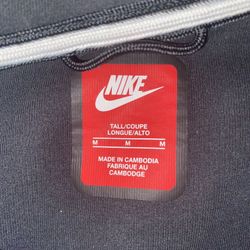 NIKE
TALL/COUPE
LONGUE/ALTO
M M M
MADE IN CAMBODIA
FABRIQUE AU
CAMBODGE